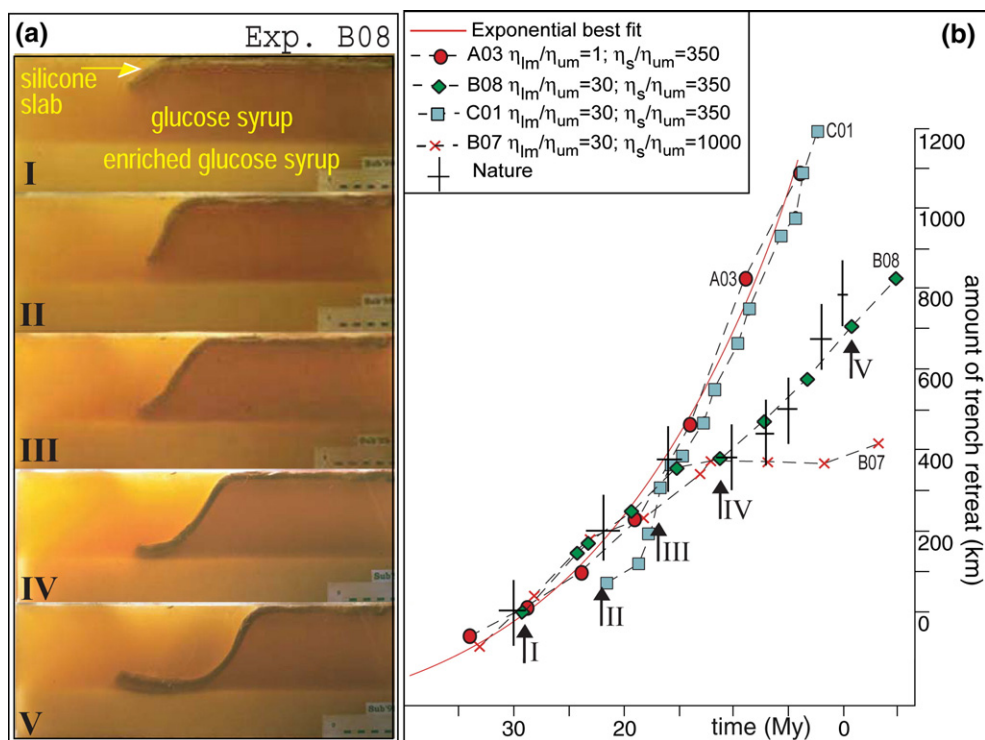 (a)
Exp. B08
silicone
slab
glucose syrup
enriched glucose syrup
I
II
III
IV
V
(b)
Exponential best fit
A03 ηlm/ηum=1; ηs/ηum=350
B08 ηlm/ηum=30; ηs/ηum=350
C01 ηlm/ηum=30; ηs/ηum=350
B07 ηlm/ηum=30; ηs/ηum=1000
Nature
C01
A03
B08
B07
I
II
III
IV
V
1200
1000
800
600
400
200
0
amount of trench retreat (km)
30
20
time (My)
0